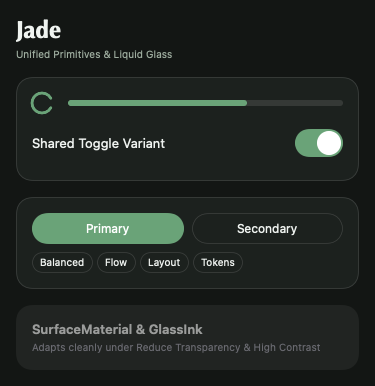 Jade
Unified Primitives & Liquid Glass
Shared Toggle Variant
Primary Secondary
Balanced Flow Layout Tokens
SurfaceMaterial & GlassInk
Adapts cleanly under Reduce Transparency & High Contrast